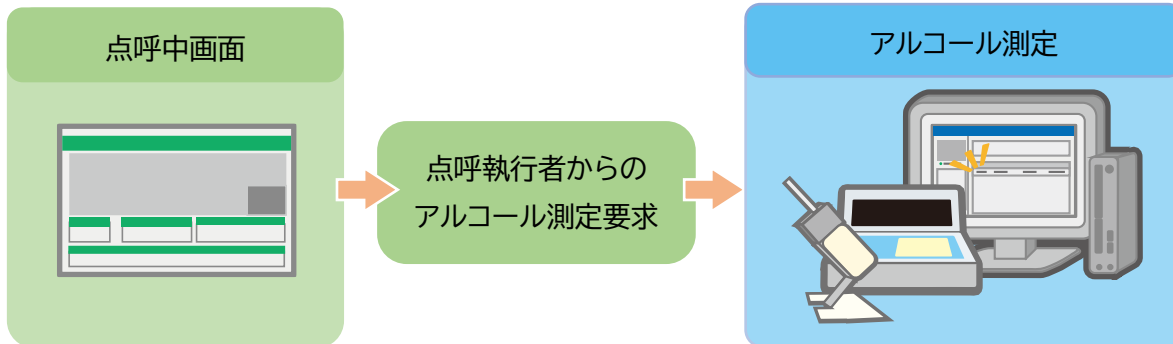 点呼中画面
点呼執行者からの
アルコール測定要求
アルコール測定